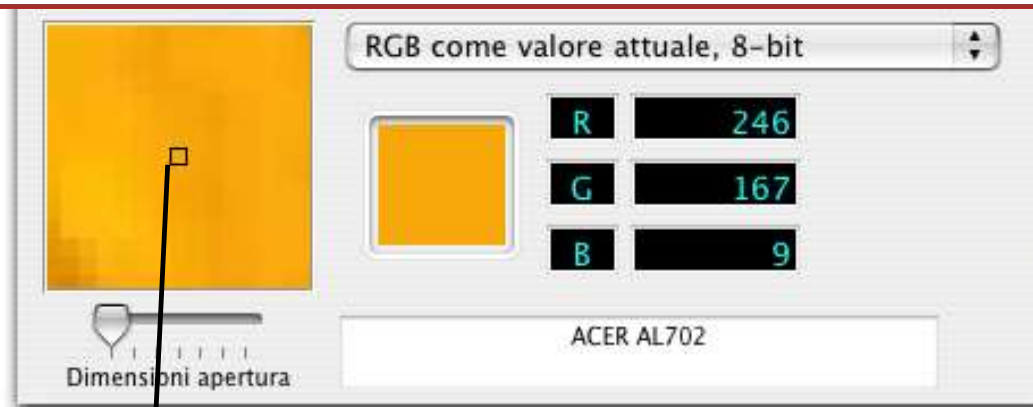 RGB come valore attuale, 8-bit
R 246
G 167
B 9
ACER AL702
Dimensioni apertura